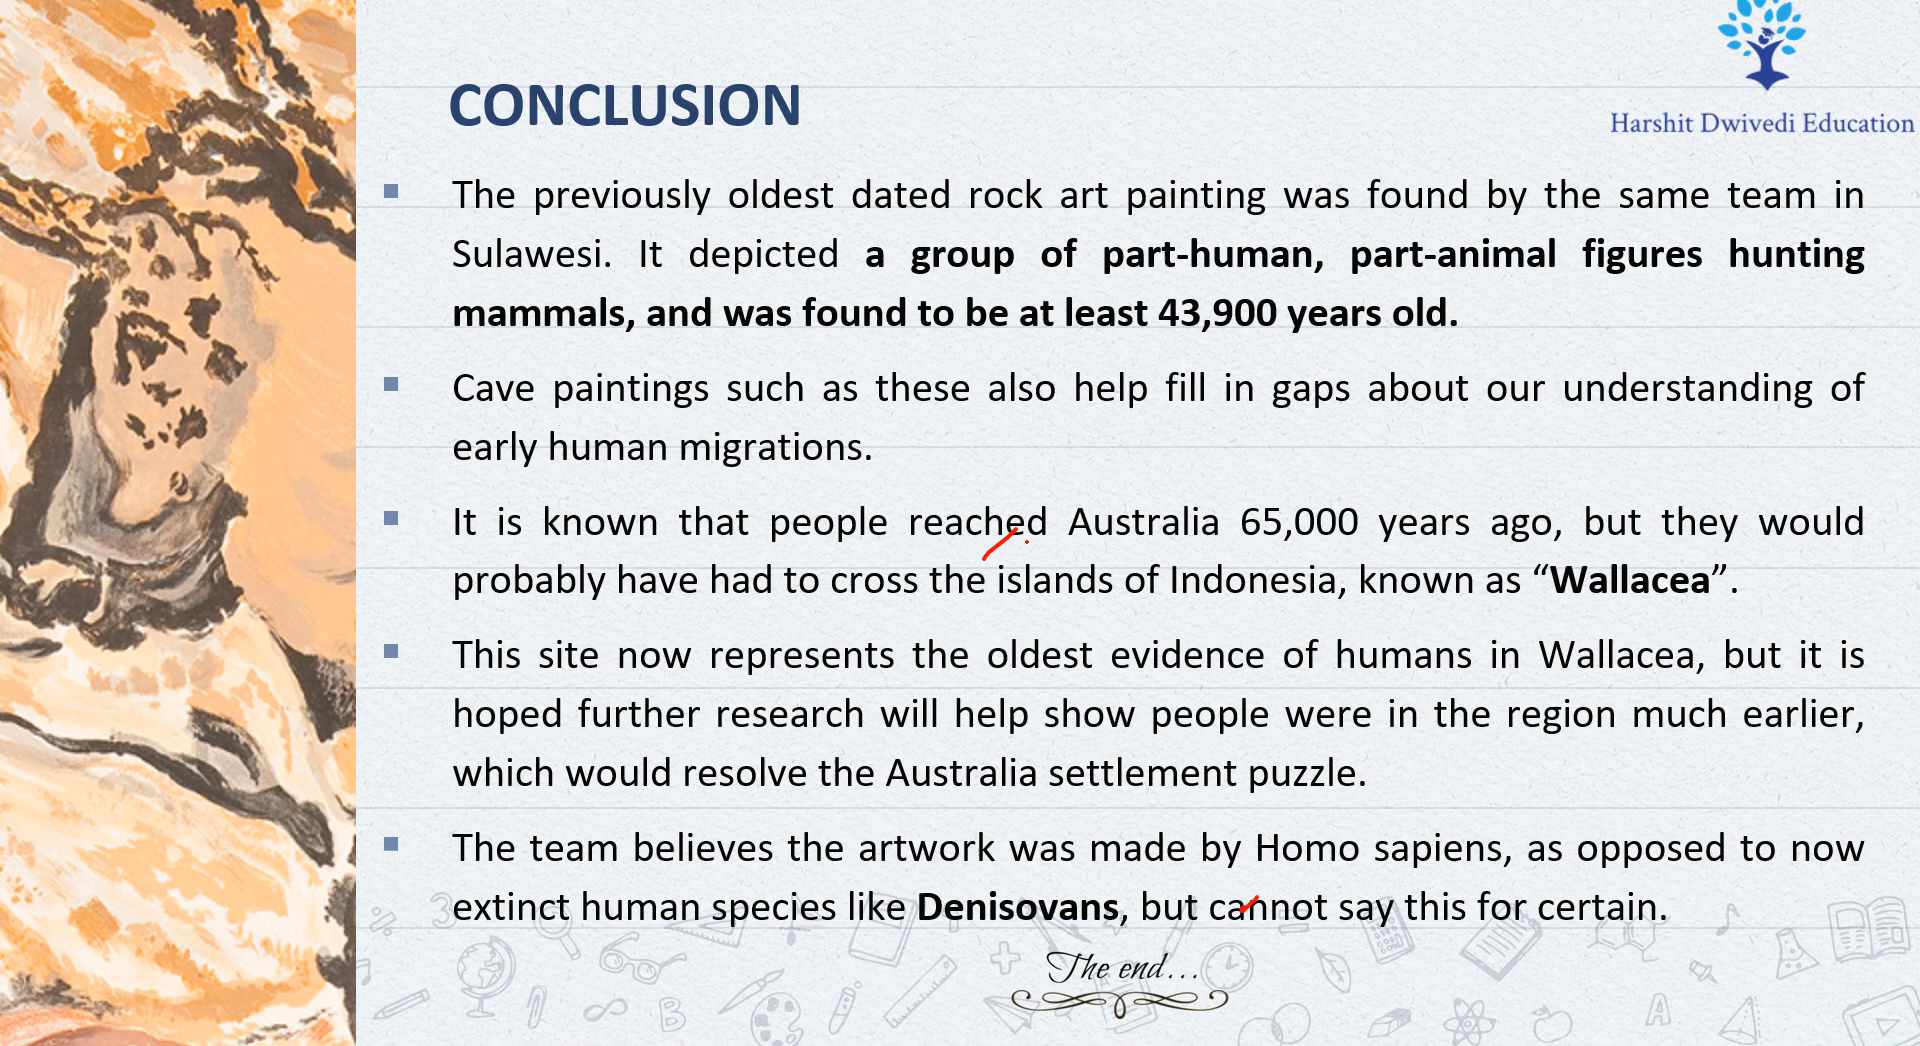 CONCLUSION
Harshit Dwivedi Education
The previously oldest dated rock art painting was found by the same team in
Sulawesi. It depicted a group of part-human, part-animal figures hunting
mammals, and was found to be at least 43,900 years old.
Cave paintings such as these also help fill in gaps about our understanding of
early human migrations.
It is known that people reached Australia 65,000 years ago, but they would
probably have had to cross the islands of Indonesia, known as “Wallacea”.
This site now represents the oldest evidence of humans in Wallacea, but it is
hoped further research will help show people were in the region much earlier,
which would resolve the Australia settlement puzzle.
The team believes the artwork was made by Homo sapiens, as opposed to now
extinct human species like Denisovans, but cannot say this for certain.
The end...